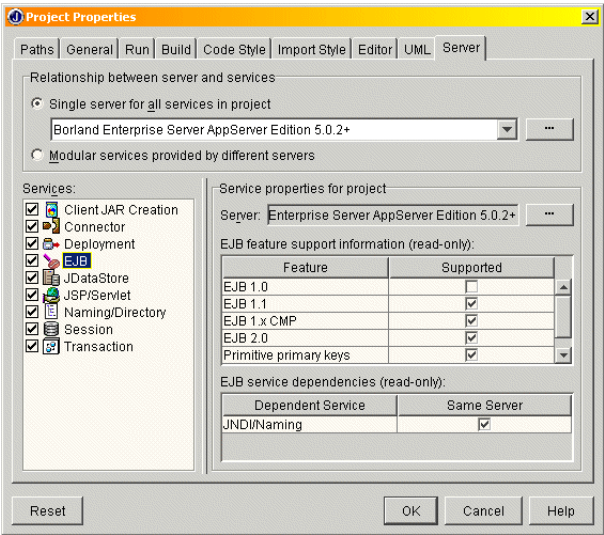 Project Properties
Paths General Run Build Code Style Import Style Editor UML Server
Relationship between server and services
Single server for all services in project
Borland Enterprise Server AppServer Edition 5.0.2+ ...
Modular services provided by different servers
Services:
Client JAR Creation
Connector
Deployment
EJB
JDataStore
JSP/Servlet
Naming/Directory
Session
Transaction
Service properties for project
Server: Enterprise Server AppServer Edition 5.0.2+ ...
EJB feature support information (read-only):
Feature Supported
EJB 1.0
EJB 1.1
EJB 1.x CMP
EJB 2.0
Primitive primary keys
EJB service dependencies (read-only):
Dependent Service Same Server
JNDI/Naming
Reset OK Cancel Help